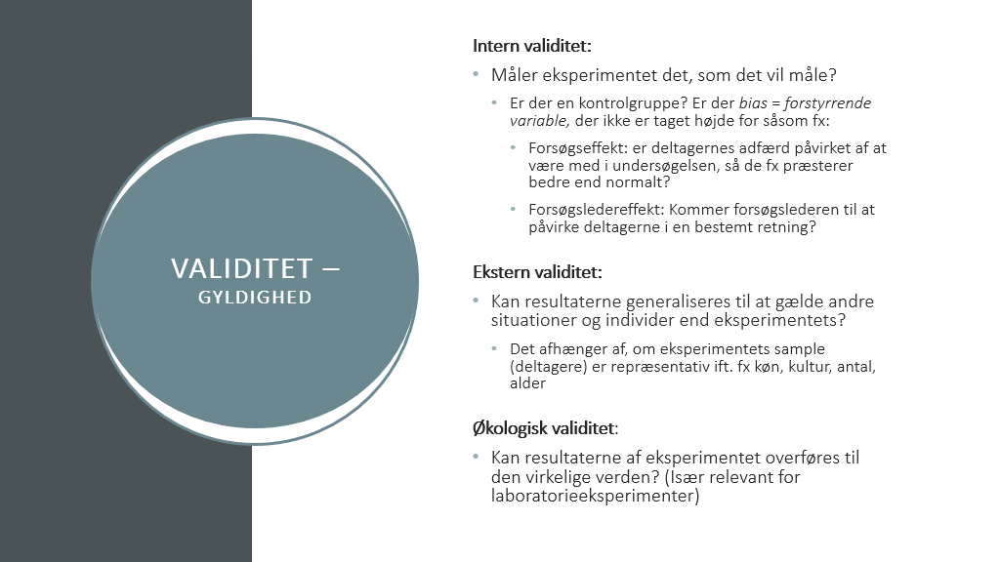 VALIDITET –
GYLDIGHED
Intern validitet:
• Måler eksperimentet det, som det vil måle?
• Er der en kontrolgruppe? Er der bias = forstyrrende
variable, der ikke er taget højde for såsom fx:
• Forsøgseffekt: er deltagernes adfærd påvirket af at
være med i undersøgelsen, så de fx præsterer
bedre end normalt?
• Forsøgsledereffekt: Kommer forsøgslederen til at
påvirke deltagerne i en bestemt retning?
Ekstern validitet:
• Kan resultaterne generaliseres til at gælde andre
situationer og individer end eksperimentets?
• Det afhænger af, om eksperimentets sample
(deltagere) er repræsentativ ift. fx køn, kultur, antal,
alder
Økologisk validitet:
• Kan resultaterne af eksperimentet overføres til
den virkelige verden? (Især relevant for
laboratorieeksperimenter)